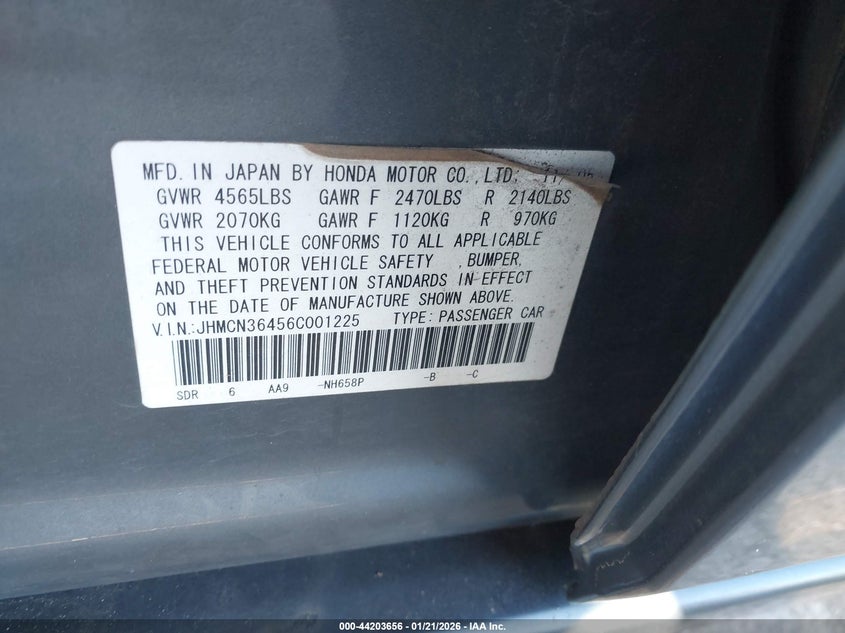 MFD. IN JAPAN BY HONDA MOTOR CO., LTD. 11/05
GVWR 4565LBS GAWR F 2470LBS R 2140LBS
GVWR 2070KG GAWR F 1120KG R 970KG
THIS VEHICLE CONFORMS TO ALL APPLICABLE
FEDERAL MOTOR VEHICLE SAFETY ,BUMPER,
AND THEFT PREVENTION STANDARDS IN EFFECT
ON THE DATE OF MANUFACTURE SHOWN ABOVE.
V.I.N.:JHMCN36456C001225 TYPE: PASSENGER CAR
SDR 6 AA9 -NH658P -B -C
000-44203656 - 01/21/2026 - IAA Inc.